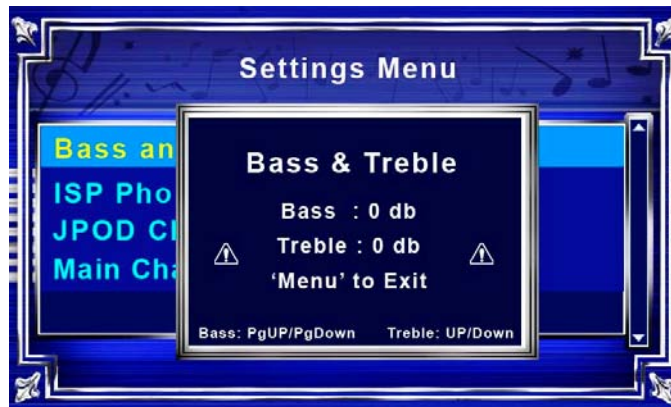 Settings Menu
Bass an
ISP Pho
JPOD Cl
Main Cha
Bass & Treble
Bass : 0 db
Treble : 0 db
‘Menu’ to Exit
Bass: PgUP/PgDown Treble: UP/Down